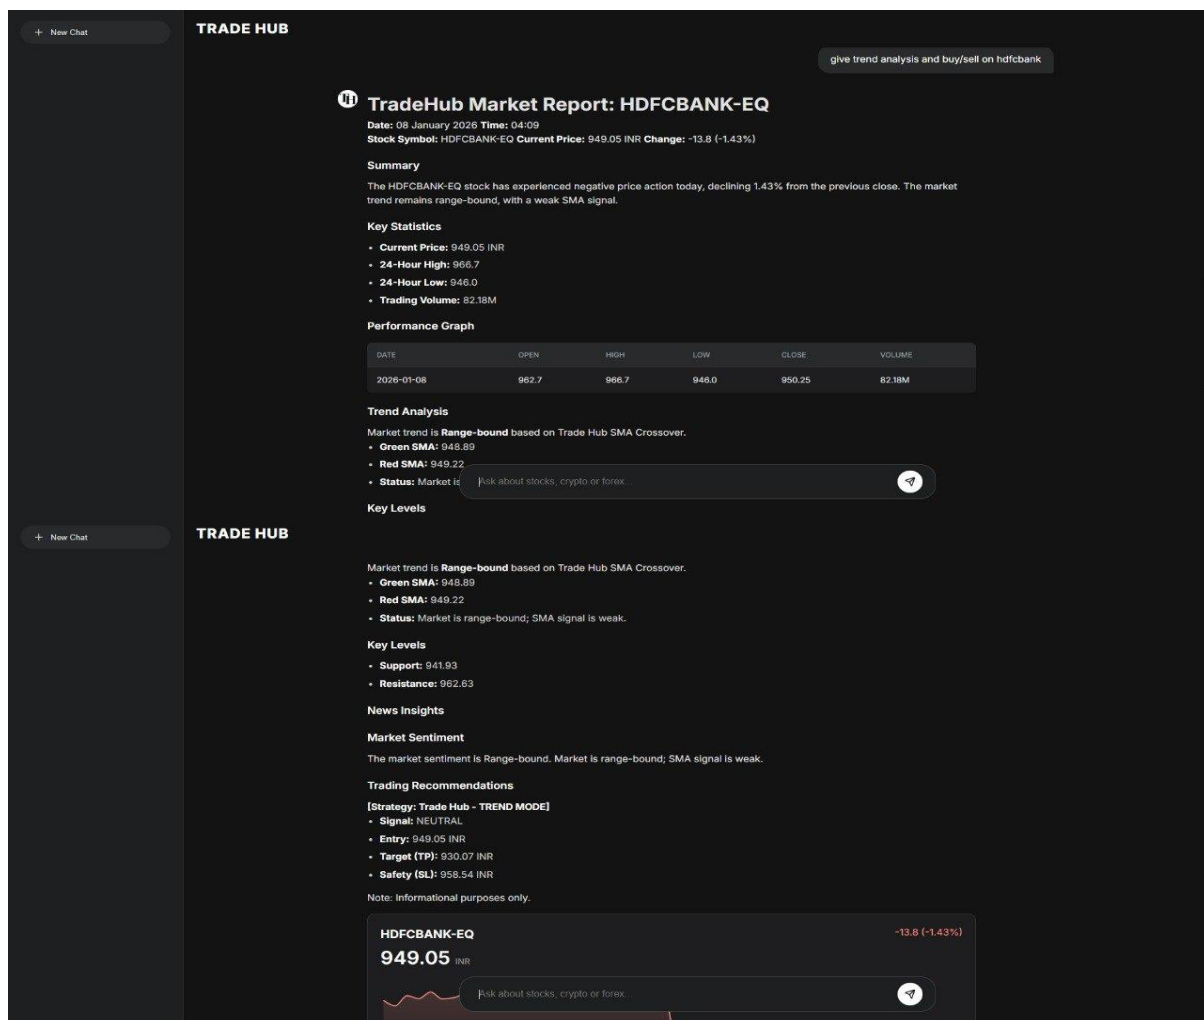 + New Chat
TRADE HUB
give trend analysis and buy/sell on hdfcbank
TH
TradeHub Market Report: HDFCBANK-EQ
Date: 08 January 2026 Time: 04:09
Stock Symbol: HDFCBANK-EQ Current Price: 949.05 INR Change: -13.8 (-1.43%)
Summary
The HDFCBANK-EQ stock has experienced negative price action today, declining 1.43% from the previous close. The market
trend remains range-bound, with a weak SMA signal.
Key Statistics
• Current Price: 949.05 INR
• 24-Hour High: 966.7
• 24-Hour Low: 946.0
• Trading Volume: 82.18M
Performance Graph
DATE OPEN HIGH LOW CLOSE VOLUME
2026-01-08 962.7 966.7 946.0 950.25 82.18M
Trend Analysis
Market trend is Range-bound based on Trade Hub SMA Crossover.
• Green SMA: 948.89
• Red SMA: 949.22
• Status: Market is
Ask about stocks, crypto or forex...
Key Levels
+ New Chat
TRADE HUB
Market trend is Range-bound based on Trade Hub SMA Crossover.
• Green SMA: 948.89
• Red SMA: 949.22
• Status: Market is range-bound; SMA signal is weak.
Key Levels
• Support: 941.93
• Resistance: 962.63
News Insights
Market Sentiment
The market sentiment is Range-bound. Market is range-bound; SMA signal is weak.
Trading Recommendations
[Strategy: Trade Hub - TREND MODE]
• Signal: NEUTRAL
• Entry: 949.05 INR
• Target (TP): 930.07 INR
• Safety (SL): 958.54 INR
Note: Informational purposes only.
HDFCBANK-EQ -13.8 (-1.43%)
949.05 INR
Ask about stocks, crypto or forex...